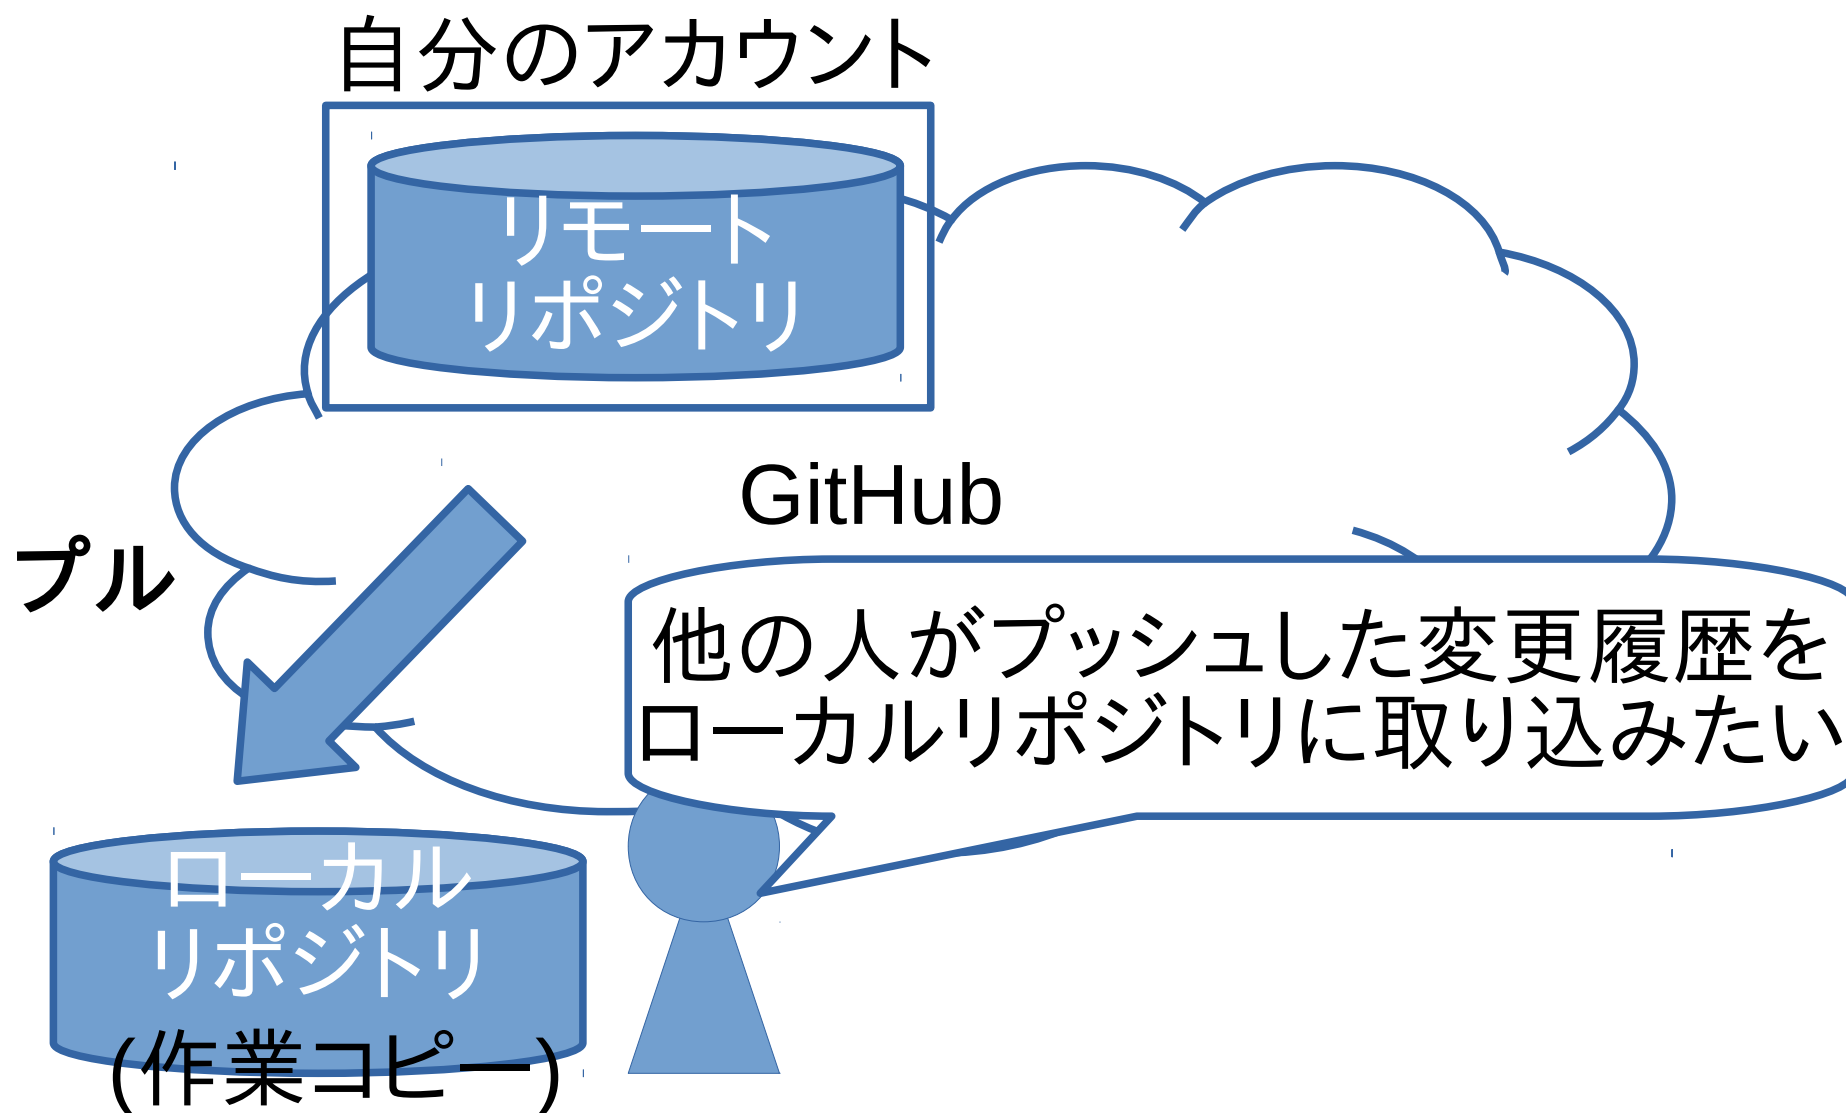 自分のアカウント
リモート
リポジトリ
GitHub
プル
他の人がプッシュした変更履歴を
ローカルリポジトリに取り込みたい
ローカル
リポジトリ
(作業コピー)